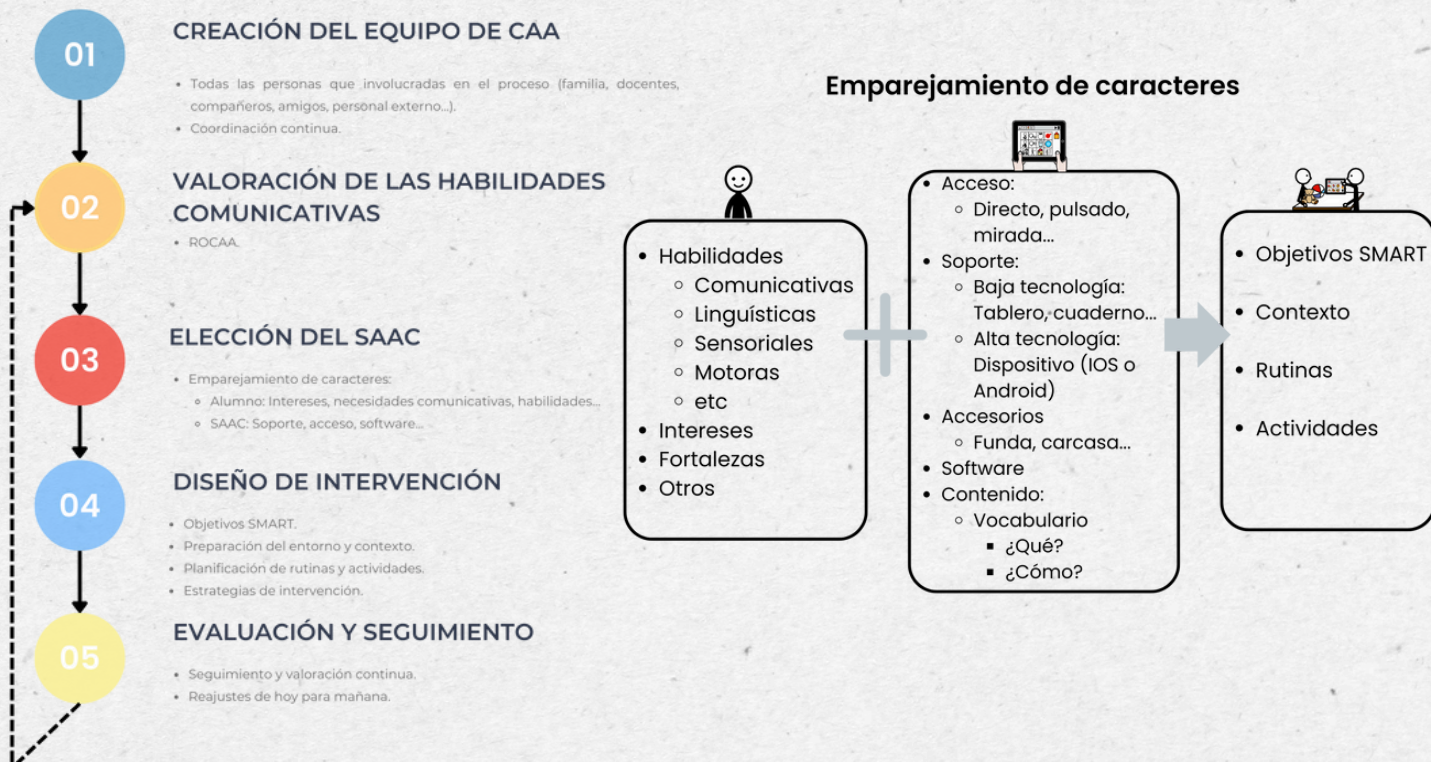 01
CREACIÓN DEL EQUIPO DE CAA
• Todas las personas que involucradas en el proceso (familia, docentes,
compañeros, amigos, personal externo...).
• Coordinación continua.
02
VALORACIÓN DE LAS HABILIDADES
COMUNICATIVAS
• ROCAA.
03
ELECCIÓN DEL SAAC
• Emparejamiento de caracteres:
◦ Alumno: Intereses, necesidades comunicativas, habilidades...
◦ SAAC: Soporte, acceso, software...
04
DISEÑO DE INTERVENCIÓN
• Objetivos SMART.
• Preparación del entorno y contexto.
• Planificación de rutinas y actividades.
• Estrategias de intervención.
05
EVALUACIÓN Y SEGUIMIENTO
• Seguimiento y valoración continua.
• Reajustes de hoy para mañana.
Emparejamiento de caracteres
• Habilidades
◦ Comunicativas
◦ Linguísticas
◦ Sensoriales
◦ Motoras
◦ etc
• Intereses
• Fortalezas
• Otros
• Acceso:
◦ Directo, pulsado,
mirada...
• Soporte:
◦ Baja tecnología:
Tablero, cuaderno...
◦ Alta tecnología:
Dispositivo (IOS o
Android)
• Accesorios
◦ Funda, carcasa...
• Software
• Contenido:
◦ Vocabulario
▪ ¿Qué?
▪ ¿Cómo?
• Objetivos SMART
• Contexto
• Rutinas
• Actividades